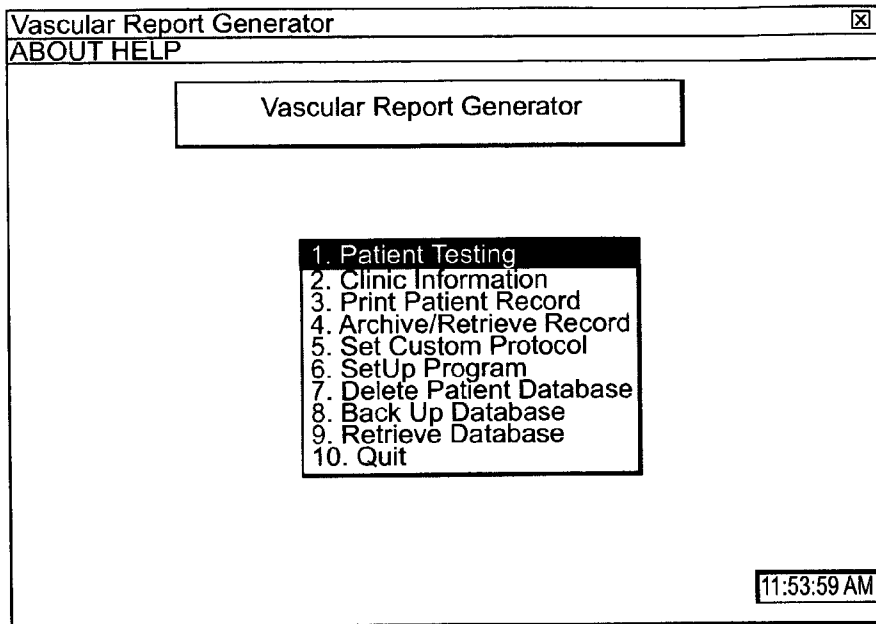 Vascular Report Generator
ABOUT HELP
Vascular Report Generator
1. Patient Testing
2. Clinic Information
3. Print Patient Record
4. Archive/Retrieve Record
5. Set Custom Protocol
6. SetUp Program
7. Delete Patient Database
8. Back Up Database
9. Retrieve Database
10. Quit
11:53:59 AM